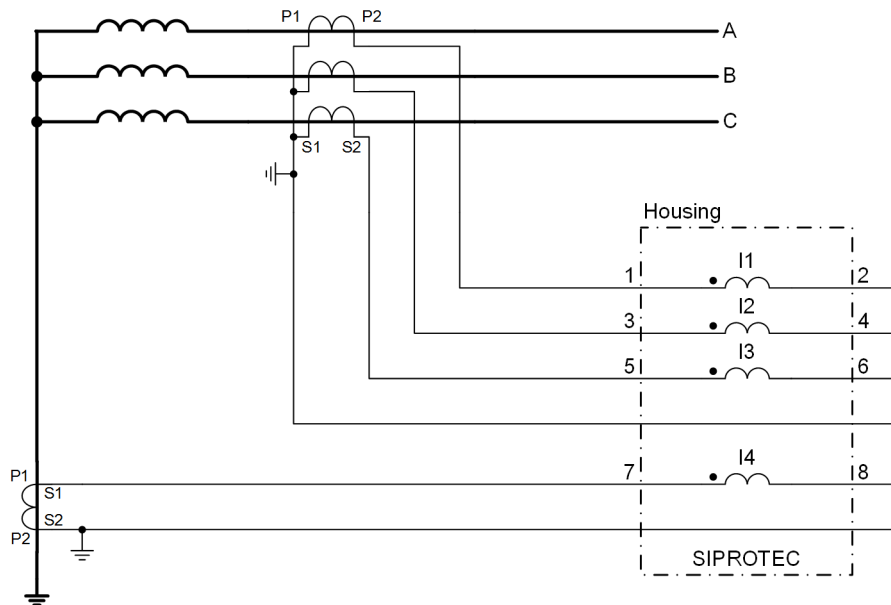 P1 P2
A
B
C
S1 S2
Housing
I1
1 2
I2
3 4
I3
5 6
P1
S1
I4
7 8
S2
P2
SIPROTEC